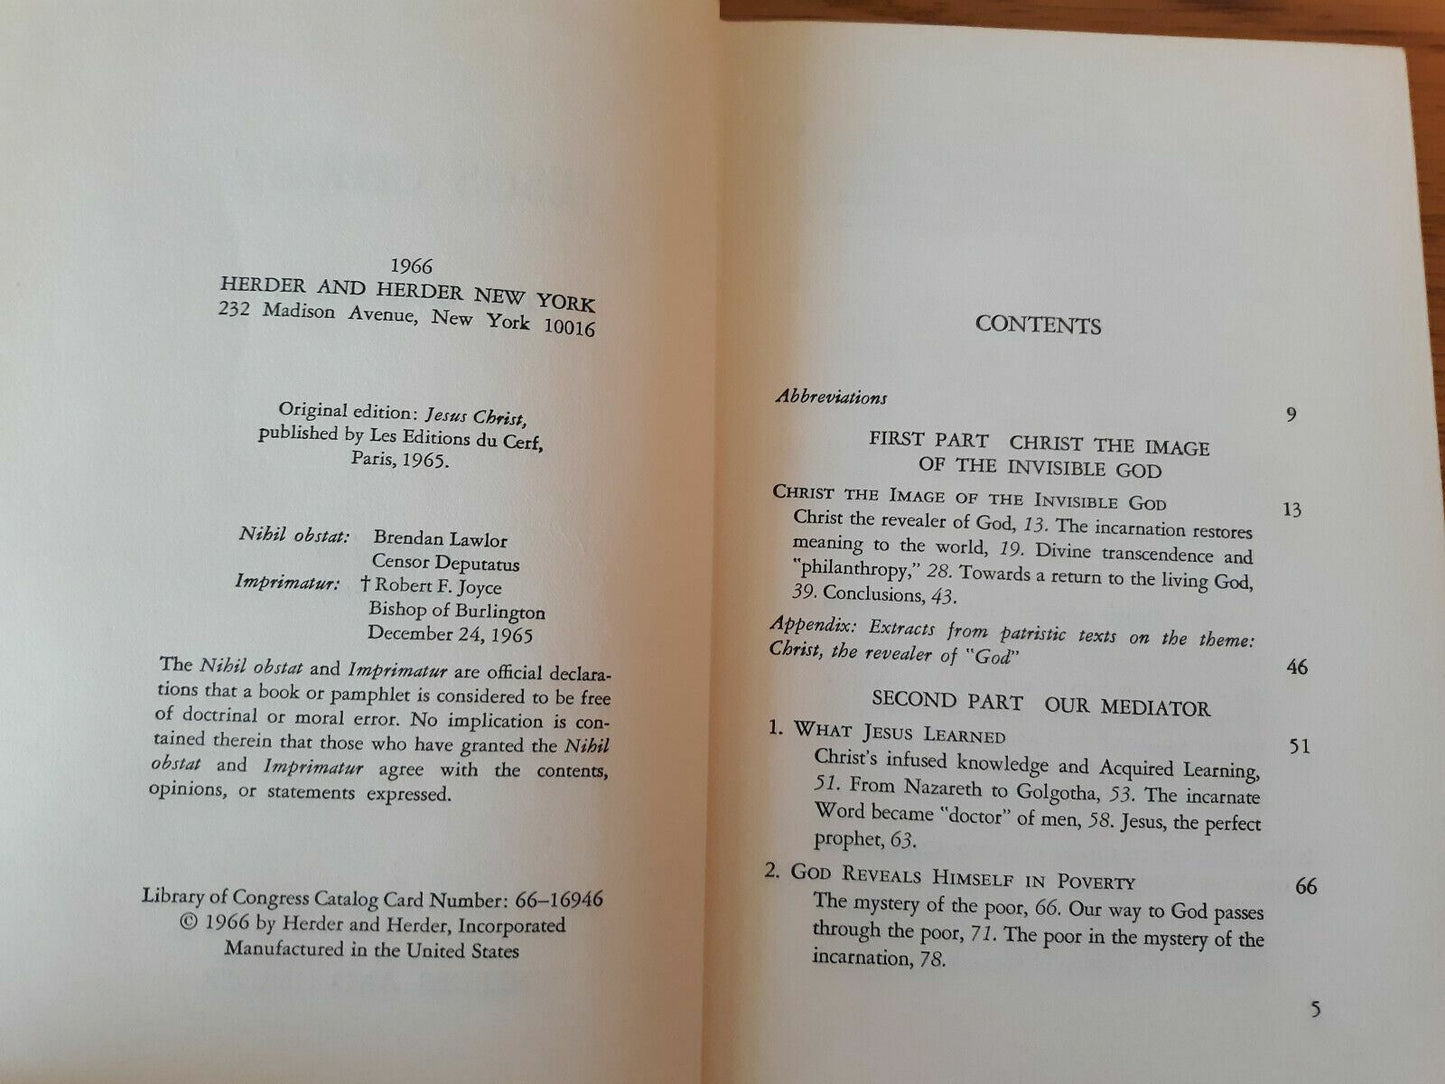 1966
HERDER AND HERDER NEW YORK
232 Madison Avenue, New York 10016
Original edition: Jesus Christ,
published by Les Editions du Cerf,
Paris, 1965.
Nihil obstat: Brendan Lawlor
Censor Deputatus
Imprimatur: † Robert F. Joyce
Bishop of Burlington
December 24, 1965
The Nihil obstat and Imprimatur are official declara-
tions that a book or pamphlet is considered to be free
of doctrinal or moral error. No implication is con-
tained therein that those who have granted the Nihil
obstat and Imprimatur agree with the contents,
opinions, or statements expressed.
Library of Congress Catalog Card Number: 66–16946
© 1966 by Herder and Herder, Incorporated
Manufactured in the United States
CONTENTS
Abbreviations 9
FIRST PART CHRIST THE IMAGE
OF THE INVISIBLE GOD
CHRIST THE IMAGE OF THE INVISIBLE GOD 13
Christ the revealer of God, 13. The incarnation restores
meaning to the world, 19. Divine transcendence and
"philanthropy," 28. Towards a return to the living God,
39. Conclusions, 43.
Appendix: Extracts from patristic texts on the theme:
Christ, the revealer of "God" 46
SECOND PART OUR MEDIATOR
1. WHAT JESUS LEARNED 51
Christ's infused knowledge and Acquired Learning,
51. From Nazareth to Golgotha, 53. The incarnate
Word became "doctor" of men, 58. Jesus, the perfect
prophet, 63.
2. GOD REVEALS HIMSELF IN POVERTY 66
The mystery of the poor, 66. Our way to God passes
through the poor, 71. The poor in the mystery of the
incarnation, 78.
5